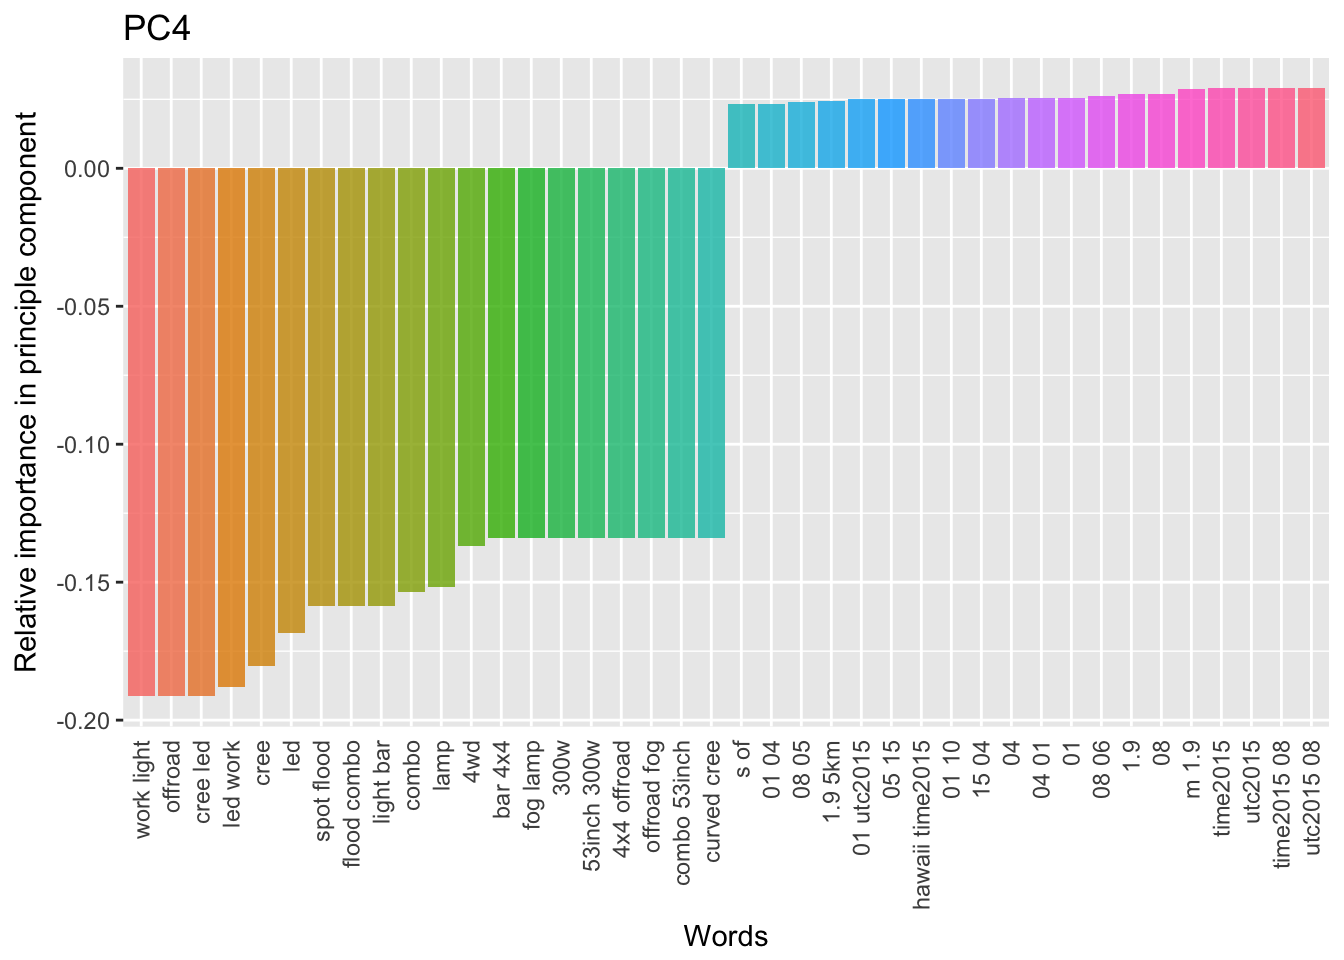 PC4
Relative importance in principle component
0.00
-0.05
-0.10
-0.15
-0.20
work light
offroad
cree led
led work
cree
led
spot flood
flood combo
light bar
combo
lamp
4wd
bar 4x4
fog lamp
300w
53inch 300w
4x4 offroad
offroad fog
combo 53inch
curved cree
s of
01 04
08 05
1.9 5km
01 utc2015
05 15
hawaii time2015
01 10
15 04
04
04 01
01
08 06
1.9
08
m 1.9
time2015
utc2015
time2015 08
utc2015 08
Words